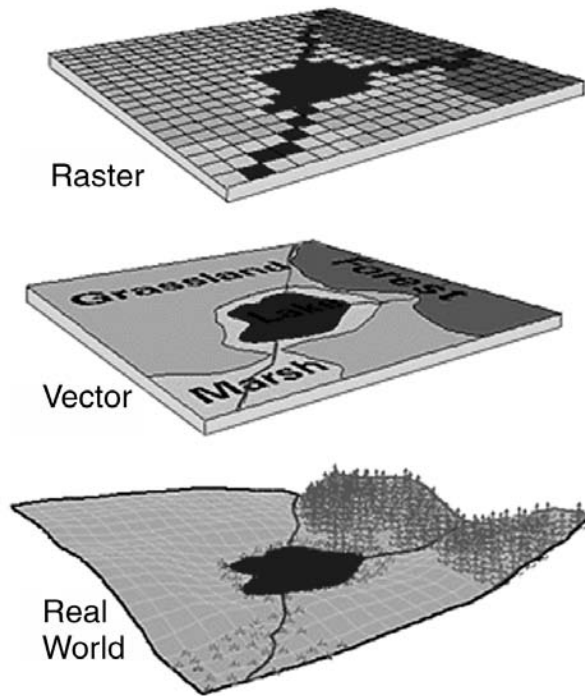 Raster
Grassland
Forest
Lake
Marsh
Vector
Real
World